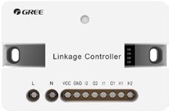 GREE
Linkage Controller
L N VCC GND I2 O2 I1 O1 K1 K2